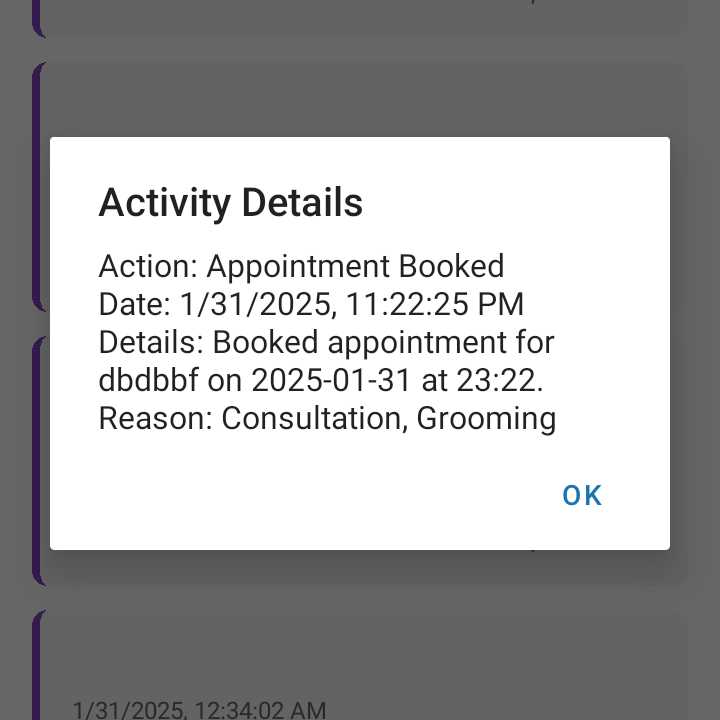 Activity Details
Action: Appointment Booked
Date: 1/31/2025, 11:22:25 PM
Details: Booked appointment for
dbdbbf on 2025-01-31 at 23:22.
Reason: Consultation, Grooming
OK
1/31/2025, 12:34:02 AM